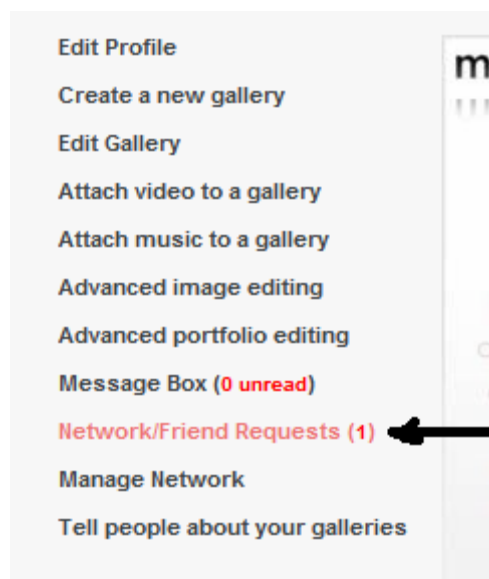 Edit Profile
Create a new gallery
Edit Gallery
Attach video to a gallery
Attach music to a gallery
Advanced image editing
Advanced portfolio editing
Message Box (0 unread)
Network/Friend Requests (1)
Manage Network
Tell people about your galleries